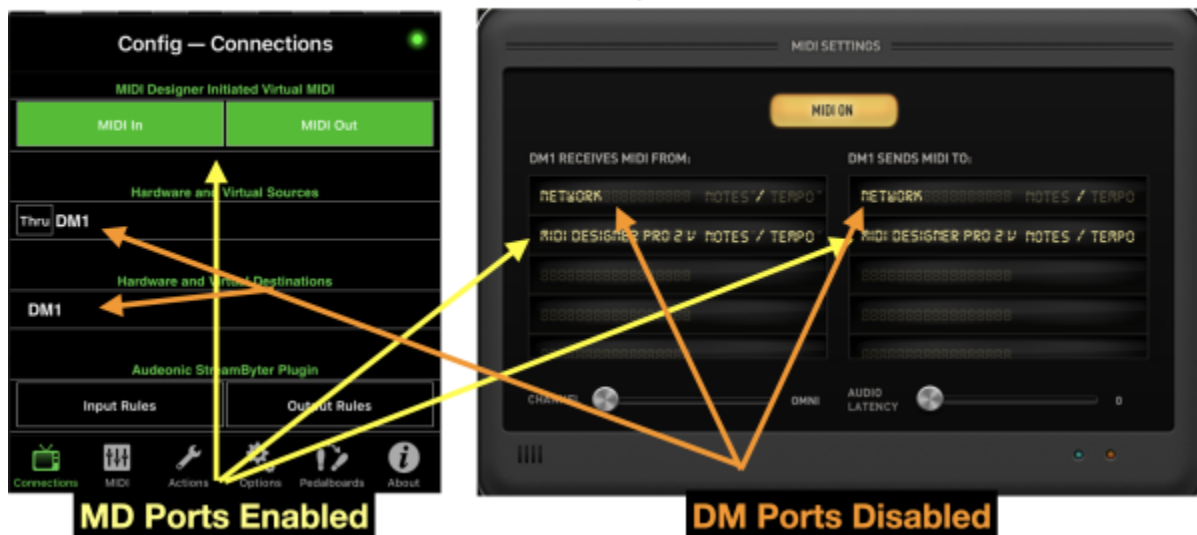 Config — Connections
MIDI Designer Initiated Virtual MIDI
MIDI In MIDI Out
Hardware and Virtual Sources
Thru DM1
Hardware and Virtual Destinations
DM1
Audeonic StreamByter Plugin
Input Rules Output Rules
Connections MIDI Actions Options Pedalboards About
MD Ports Enabled
MIDI SETTINGS
MIDI ON
DM1 RECEIVES MIDI FROM: DM1 SENDS MIDI TO:
NETWORK NOTES / TEMPO NETWORK NOTES / TEMPO
MIDI DESIGNER PRO 2 V NOTES / TEMPO MIDI DESIGNER PRO 2 V NOTES / TEMPO
CHANNEL OMNI AUDIO LATENCY 0
DM Ports Disabled